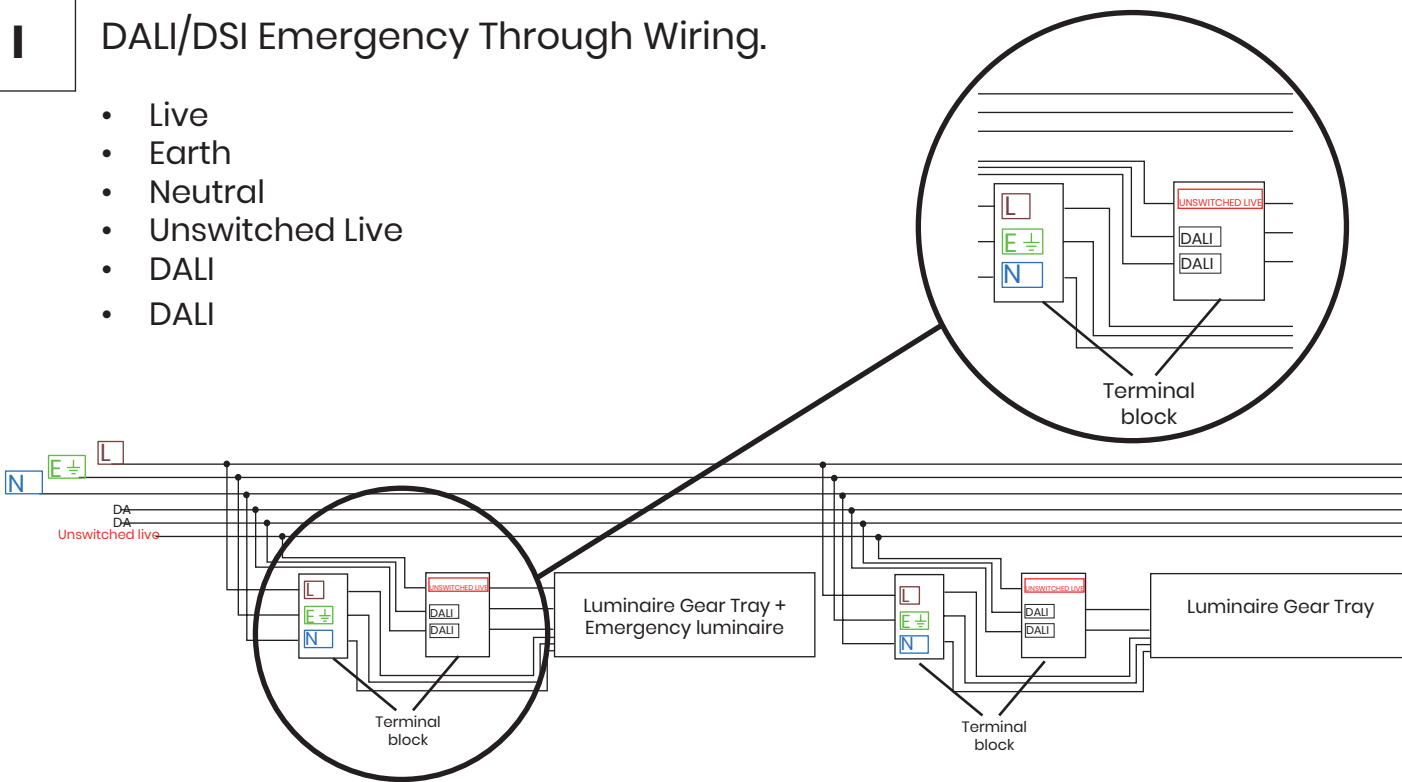 I
DALI/DSI Emergency Through Wiring.
• Live
• Earth
• Neutral
• Unswitched Live
• DALI
• DALI
L
E
N
UNSWITCHED LIVE
DALI
DALI
Terminal
block
L
E
N
DA
DA
Unswitched live
L
E
N
UNSWITCHED LIVE
DALI
DALI
Luminaire Gear Tray +
Emergency luminaire
Terminal
block
L
E
N
UNSWITCHED LIVE
DALI
DALI
Luminaire Gear Tray
Terminal
block